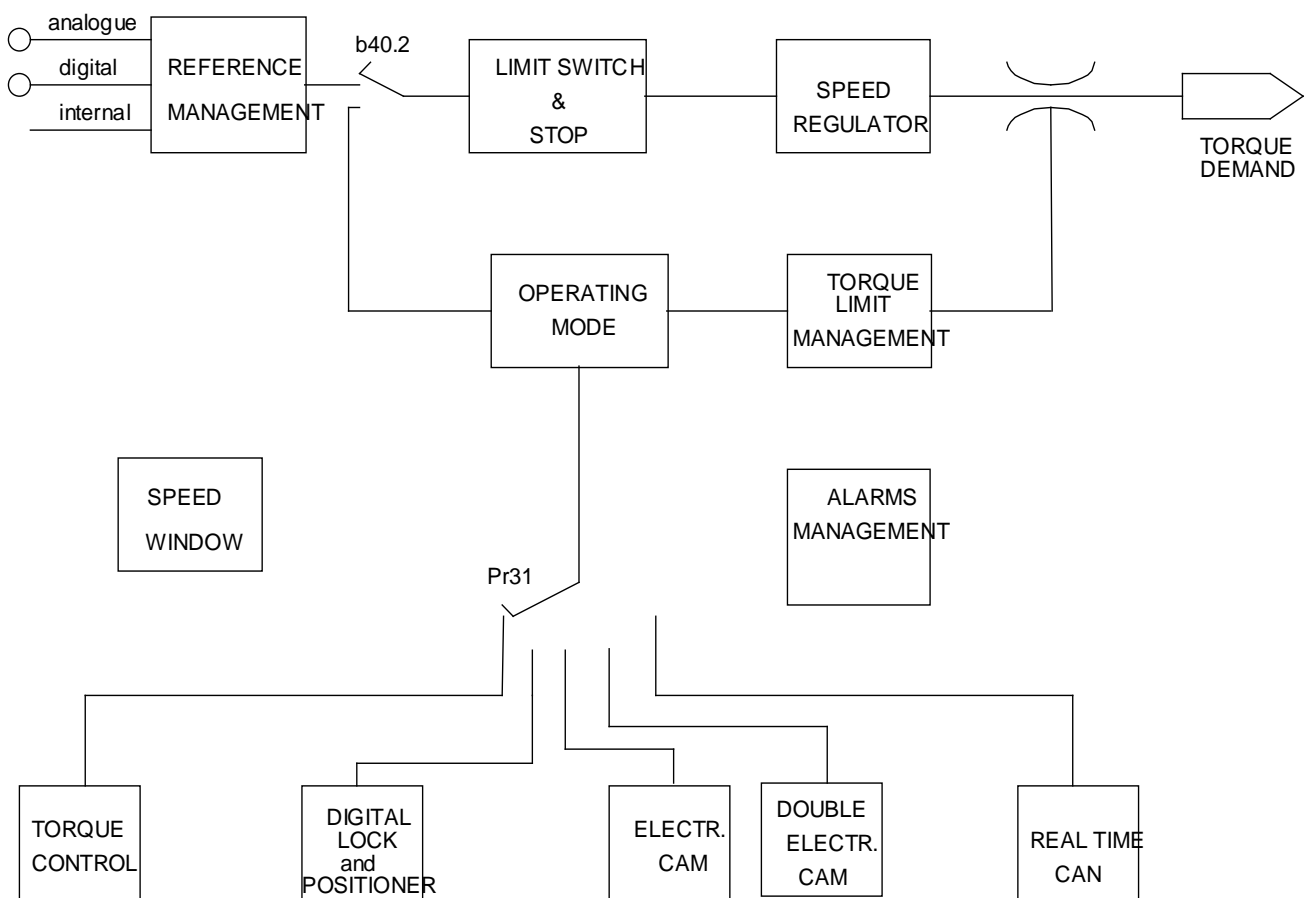 analogue
digital
internal
REFERENCE
MANAGEMENT
b40.2
LIMIT SWITCH
&
STOP
SPEED
REGULATOR
TORQUE
DEMAND
OPERATING
MODE
TORQUE
LIMIT
MANAGEMENT
SPEED
WINDOW
ALARMS
MANAGEMENT
Pr31
TORQUE
CONTROL
DIGITAL
LOCK
and
POSITIONER
ELECTR.
CAM
DOUBLE
ELECTR.
CAM
REAL TIME
CAN